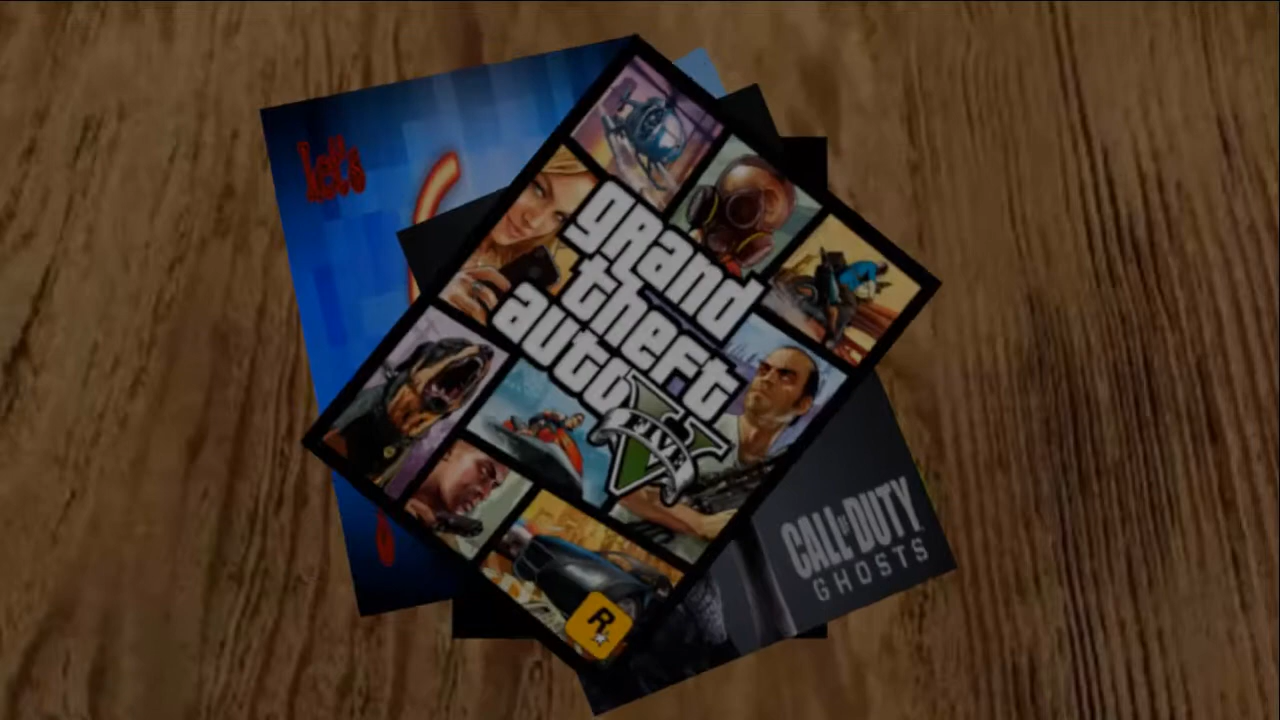 Let's
grand
theft
auto
V
FIVE
R
CALL OF DUTY
GHOSTS